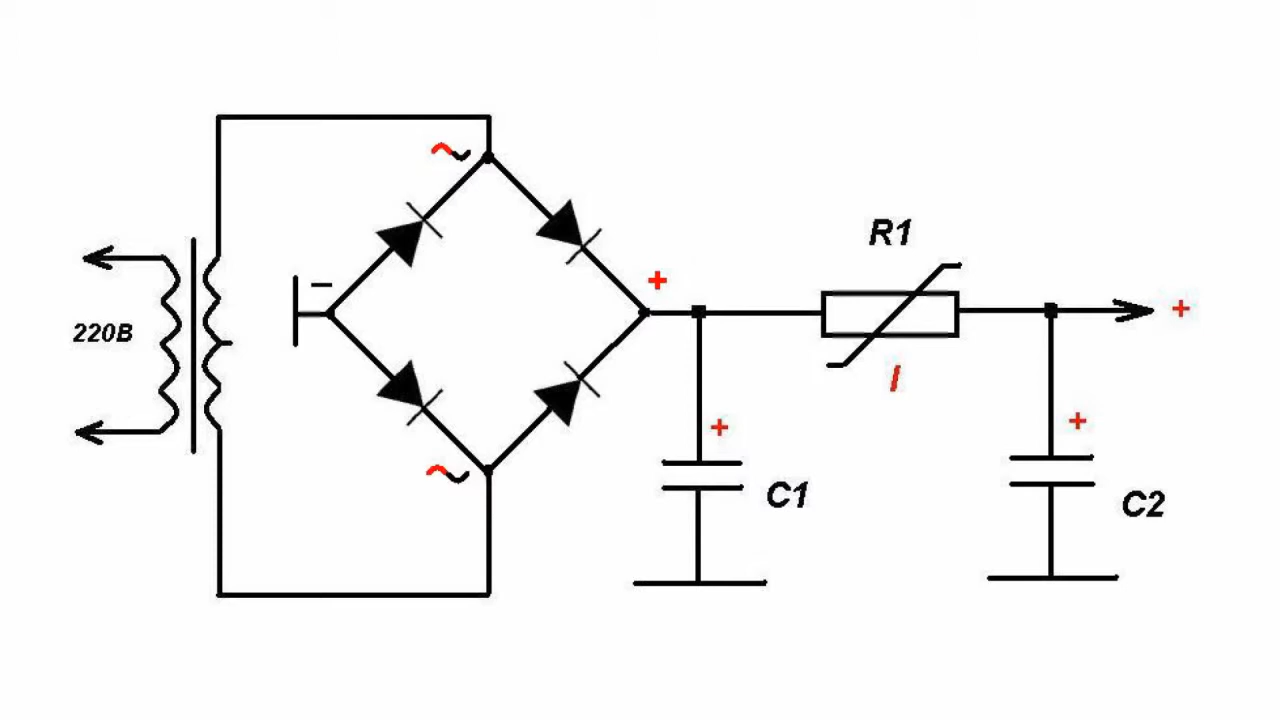 ~
R1
–
+
+
220В
I
+
+
C1
C2
~